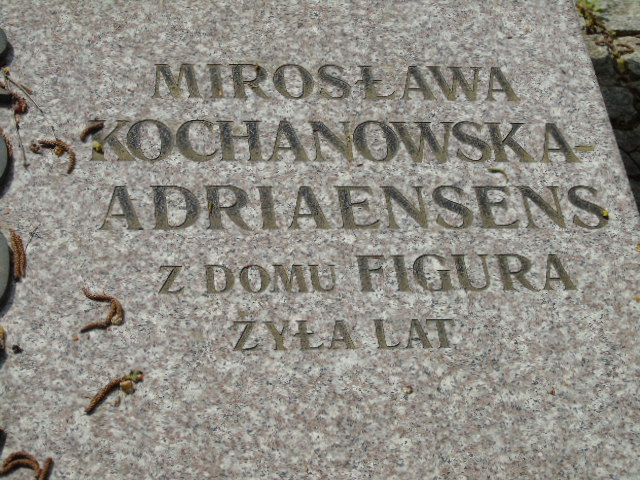 MIROSŁAWA
KOCHANOWSKA-
ADRIAENSENS
Z DOMU FIGURA
ŻYŁA LAT